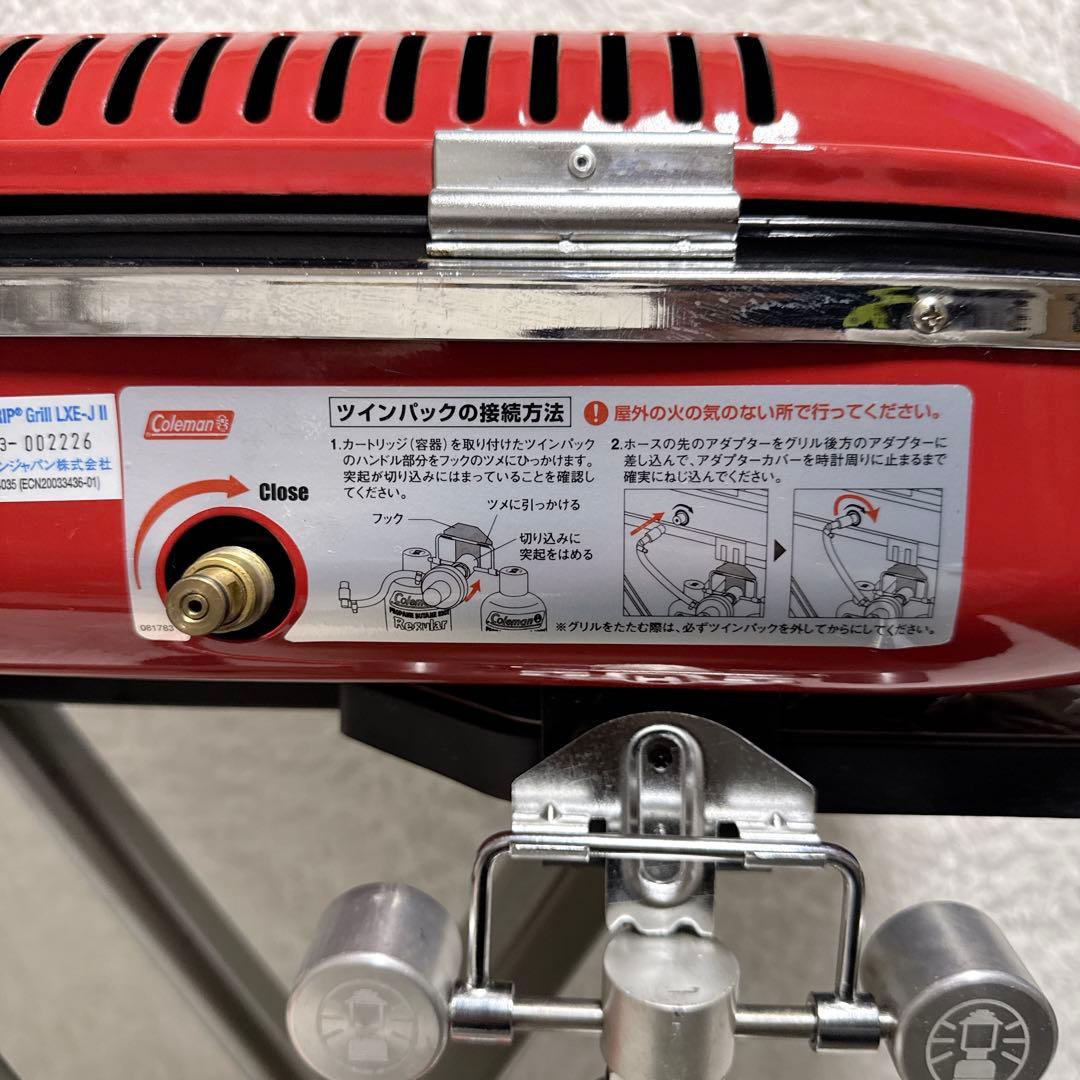 RIP® Grill LXE-J II
3- 002226
ンジャパン株式会社
4035 (ECN20033436-01)
Coleman
ツインパックの接続方法
! 屋外の火の気のない所で行ってください。
1.カートリッジ(容器)を取り付けたツインパック
のハンドル部分をフックのツメにひっかけます。
突起が切り込みにはまっていることを確認し
てください。
2.ホースの先のアダプターをグリル後方のアダプターに
差し込んで、アダプターカバーを時計周りに止まるまで
確実にねじ込んでください。
Close
フック
ツメに引っかける
切り込みに
突起をはめる
Coleman
PROPANE BUTANE
Regular
Coleman
061783
※グリルをたたむ際は、必ずツインパックを外してからにしてください。